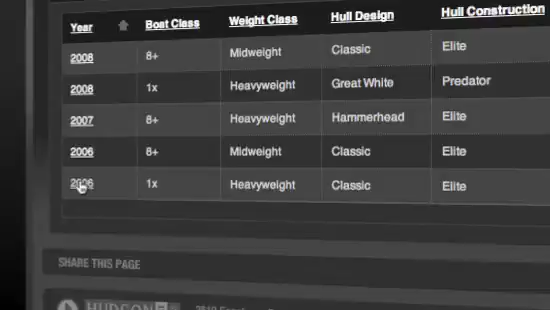 Year Boat Class Weight Class Hull Design Hull Construction
2008 8+ Midweight Classic Elite
2008 1x Heavyweight Great White Predator
2007 8+ Heavyweight Hammerhead Elite
2006 8+ Midweight Classic Elite
2006 1x Heavyweight Classic Elite
SHARE THIS PAGE
HUDSON